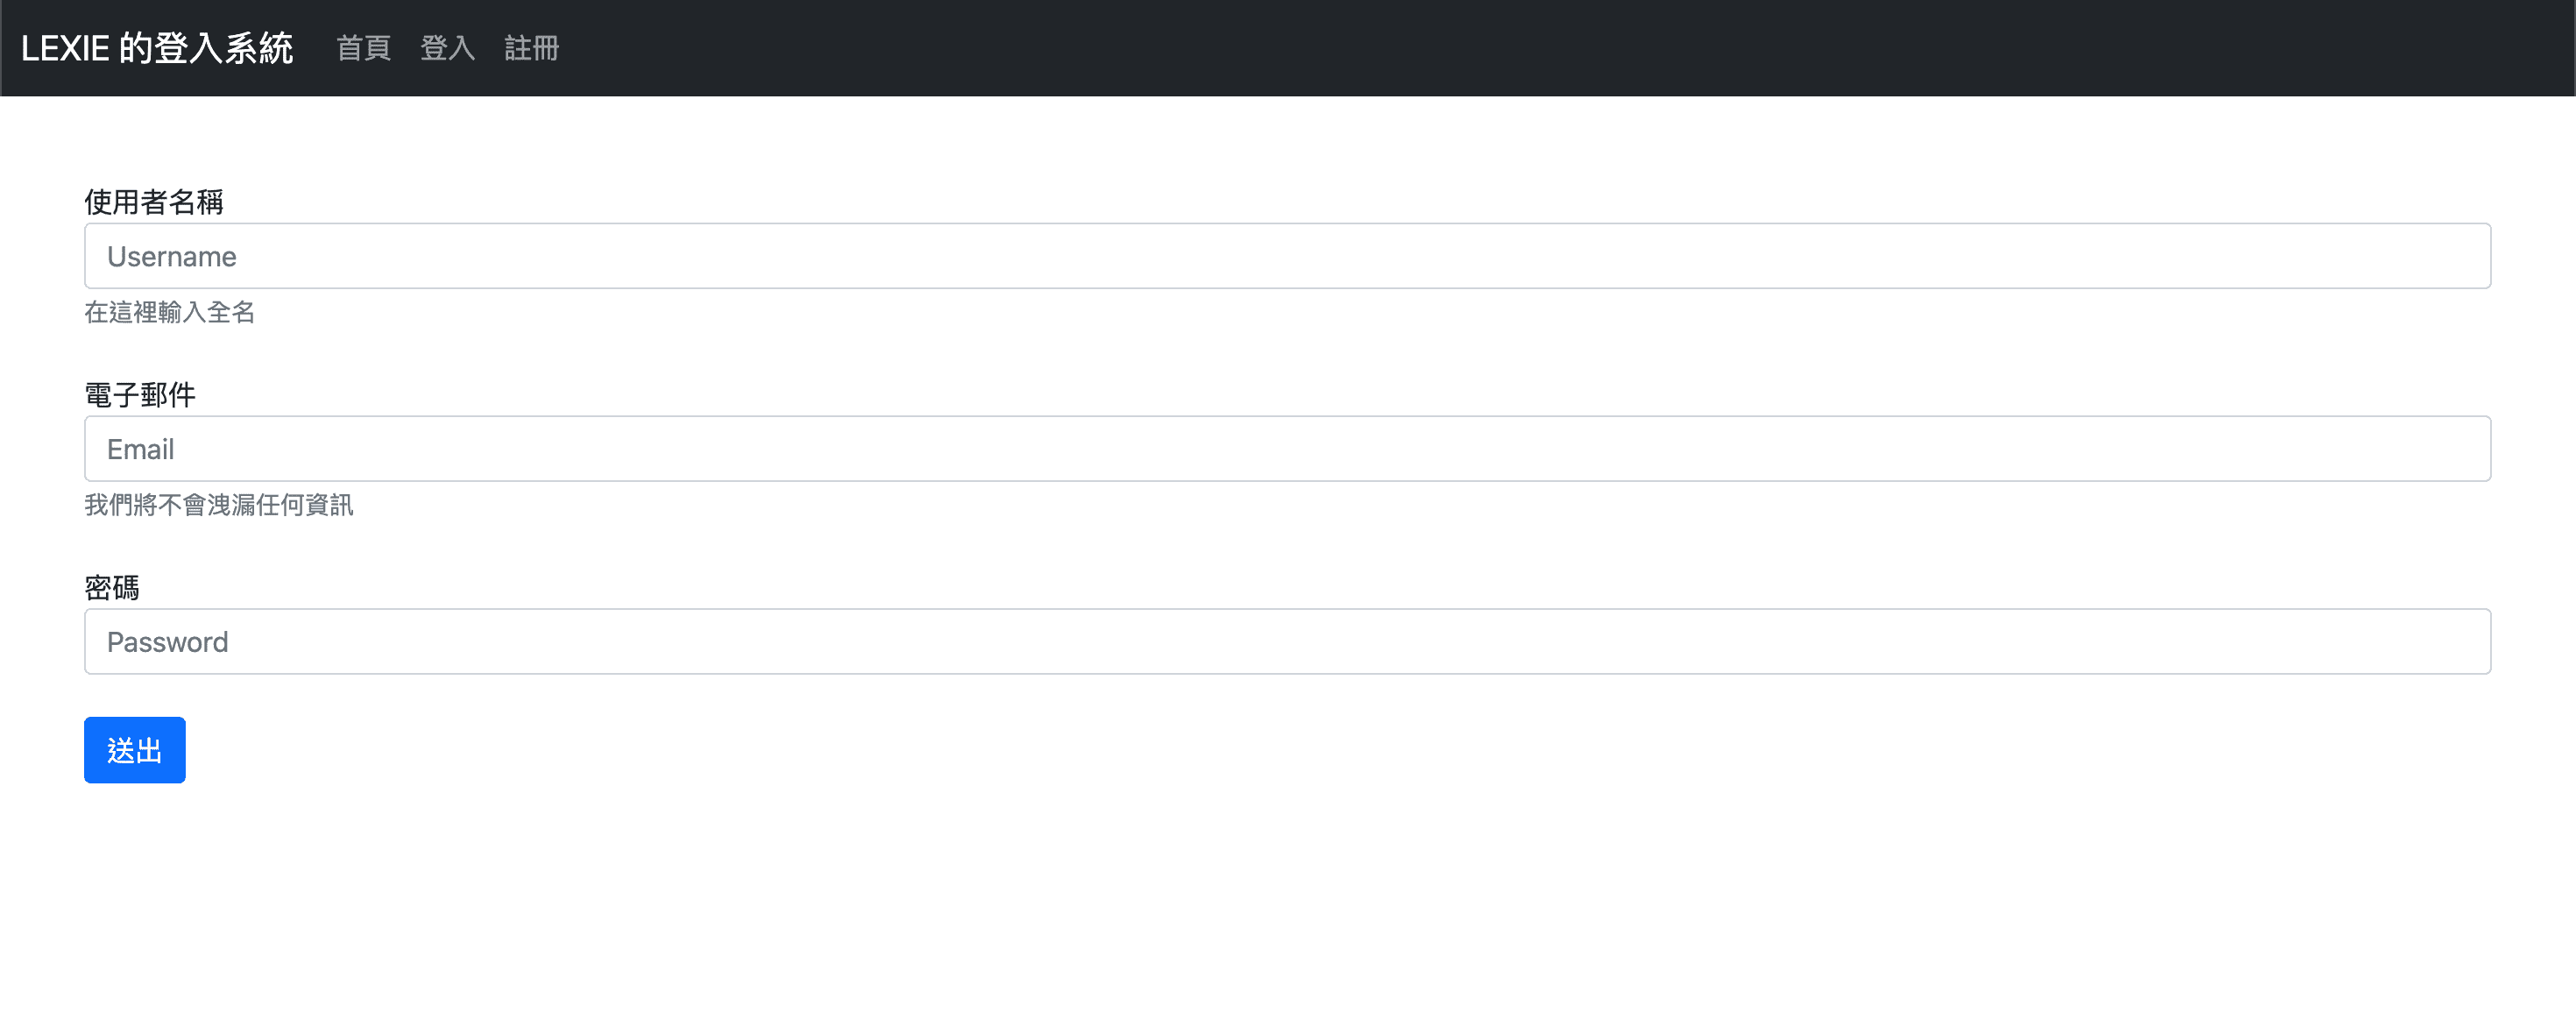 LEXIE 的登入系統 首頁 登入 註冊
使用者名稱
Username
在這裡輸入全名
電子郵件
Email
我們將不會洩漏任何資訊
密碼
Password
送出